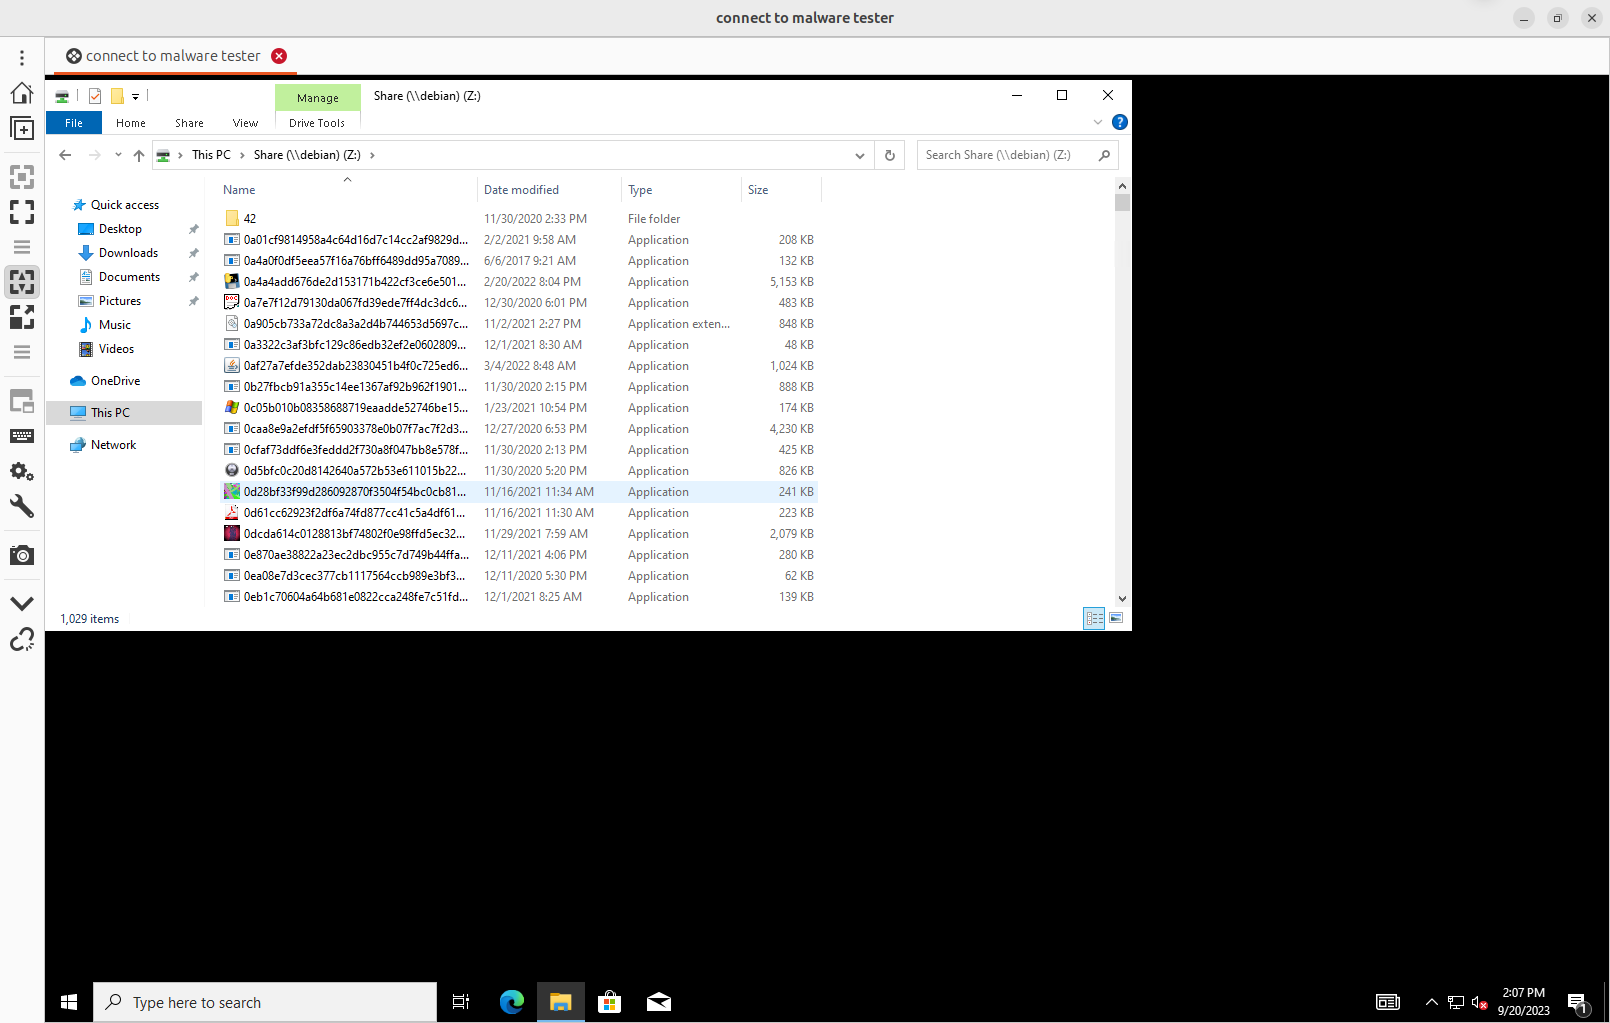 connect to malware tester
connect to malware tester
Manage
Share (\\debian) (Z:)
File
Home
Share
View
Drive Tools
This PC
Share (\\debian) (Z:)
Search Share (\\debian) (Z:)
Name
Date modified
Type
Size
Quick access
Desktop
Downloads
Documents
Pictures
Music
Videos
OneDrive
This PC
Network
42 11/30/2020 2:33 PM File folder
0a01cf9814958a4c64d16d7c14cc2af9829d... 2/2/2021 9:58 AM Application 208 KB
0a4a0f0df5eea57f16a76bff6489dd95a7089... 6/6/2017 9:21 AM Application 132 KB
0a4a4add676de2d153171b422cf3ce6e501... 2/20/2022 8:04 PM Application 5,153 KB
0a7e7f12d79130da067fd39ede7ff4dc3dc6... 12/30/2020 6:01 PM Application 483 KB
0a905cb733a72dc8a3a2d4b744653d5697c... 11/2/2021 2:27 PM Application exten... 848 KB
0a3322c3af3bfc129c86edb32ef2e0602809... 12/1/2021 8:30 AM Application 48 KB
0af27a7efde352dab23830451b4f0c725ed6... 3/4/2022 8:48 AM Application 1,024 KB
0b27fbcb91a355c14ee1367af92b962f1901... 11/30/2020 2:15 PM Application 888 KB
0c05b010b08358688719eaadde52746be15... 1/23/2021 10:54 PM Application 174 KB
0caa8e9a2efdf5f65903378e0b07f7ac7f2d3... 12/27/2020 6:53 PM Application 4,230 KB
0cfaf73ddf6e3feddd2f730a8f047bb8e578f... 11/30/2020 2:13 PM Application 425 KB
0d5bfc0c20d8142640a572b53e611015b22... 11/30/2020 5:20 PM Application 826 KB
0d28bf33f99d286092870f3504f54bc0cb81... 11/16/2021 11:34 AM Application 241 KB
0d61cc62923f2df6a74fd877cc41c5a4df61... 11/16/2021 11:30 AM Application 223 KB
0dcda614c0128813bf74802f0e98ffd5ec32... 11/29/2021 7:59 AM Application 2,079 KB
0e870ae38822a23ec2dbc955c7d749b44ffa... 12/11/2021 4:06 PM Application 280 KB
0ea08e7d3cec377cb1117564ccb989e3bf3... 12/11/2020 5:30 PM Application 62 KB
0eb1c70604a64b681e0822cca248fe7c51fd... 12/1/2021 8:25 AM Application 139 KB
1,029 items
Type here to search
2:07 PM
9/20/2023
1